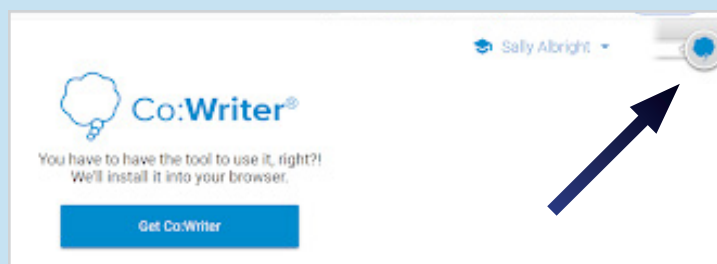 Sally Albright
Co:Writer®
You have to have the tool to use it, right?!
We'll install it into your browser.
Get Co:Writer